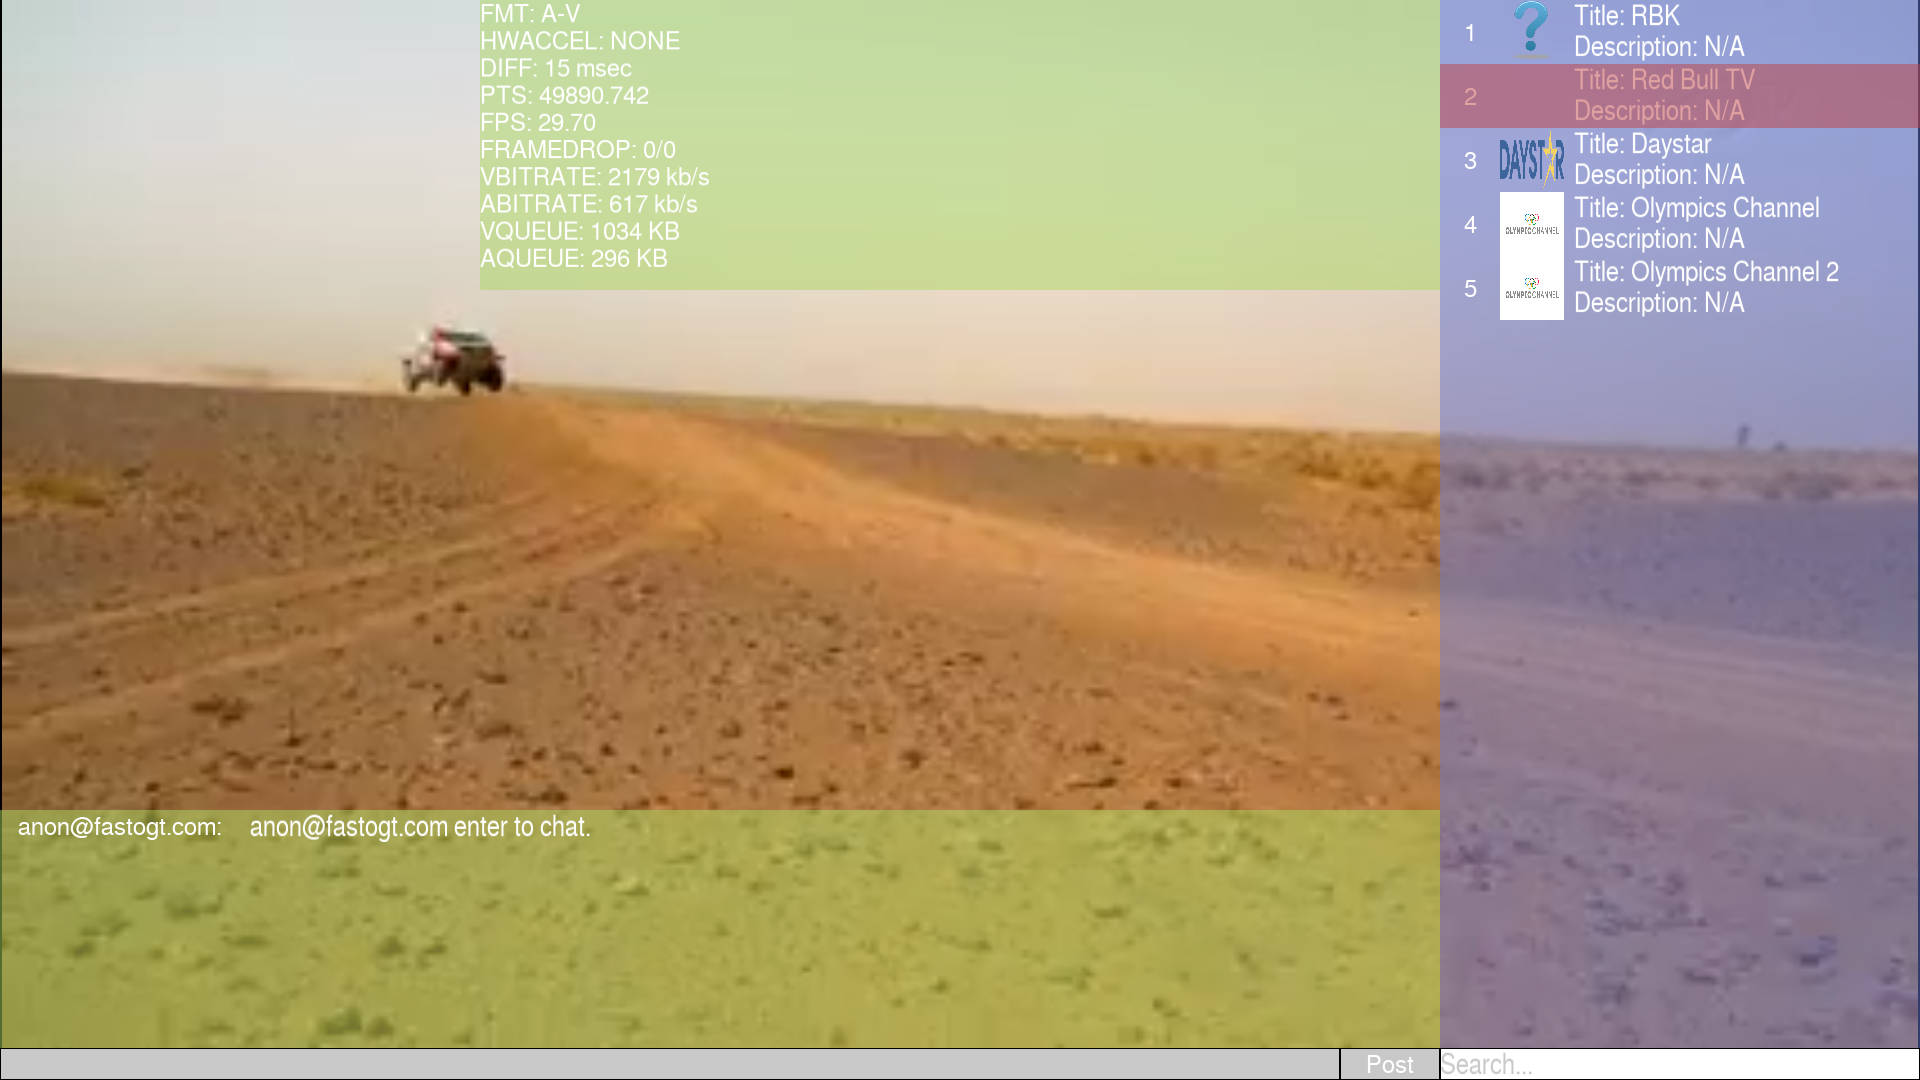 FMT: A-V
HWACCEL: NONE
DIFF: 15 msec
PTS: 49890.742
FPS: 29.70
FRAMEDROP: 0/0
VBITRATE: 2179 kb/s
ABITRATE: 617 kb/s
VQUEUE: 1034 KB
AQUEUE: 296 KB
1
Title: RBK
Description: N/A
2
Title: Red Bull TV
Description: N/A
3
DAYSTAR
Title: Daystar
Description: N/A
4
OLYMPIC CHANNEL
Title: Olympics Channel
Description: N/A
5
OLYMPIC CHANNEL
Title: Olympics Channel 2
Description: N/A
anon@fastogt.com: anon@fastogt.com enter to chat.
Post
Search...